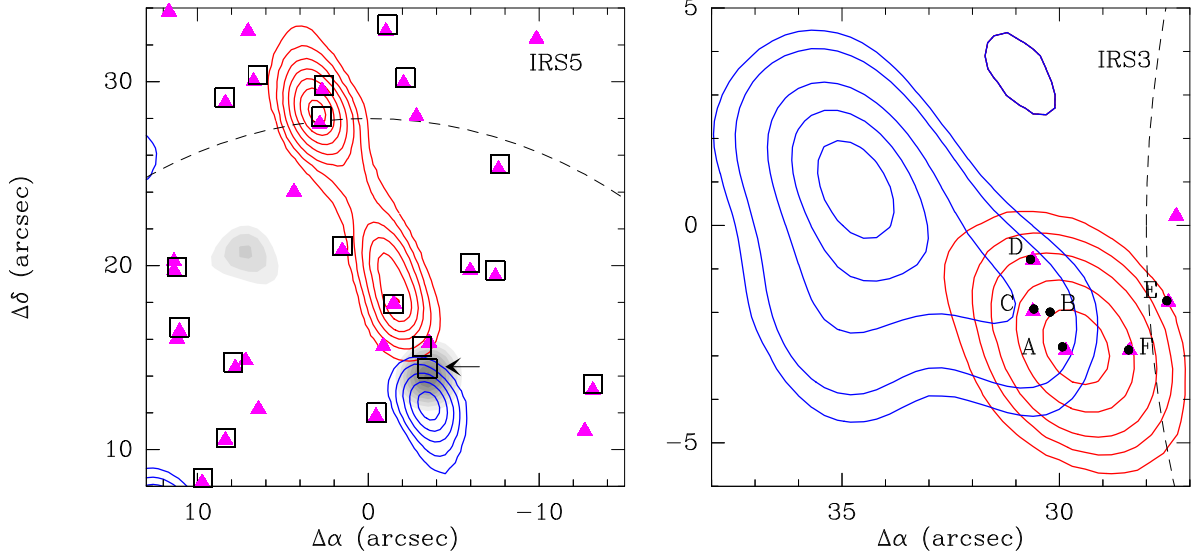 30
20
10
Δδ (arcsec)
IRS5
10
0
−10
Δα (arcsec)
5
0
−5
IRS3
D
C
B
E
A
F
35
30
Δα (arcsec)